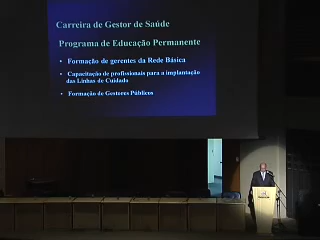 Carreira de Gestor de Saúde
Programa de Educação Permanente
• Formação de gerentes da Rede Básica
• Capacitação de profissionais para a implantação
das Linhas de Cuidado
• Formação de Gestores Públicos